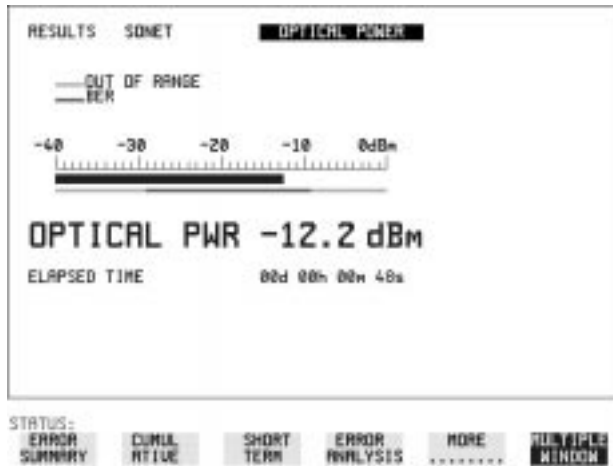 RESULTS SONET OPTICAL POWER
OUT OF RANGE
BER
-40 -30 -20 -10 0dBm
OPTICAL PWR -12.2 dBm
ELAPSED TIME 00d 00h 00m 48s
STATUS:
ERROR SUMMARY CUMUL ATIVE SHORT TERM ERROR ANALYSIS MORE ........ MULTIPLE WINDOW